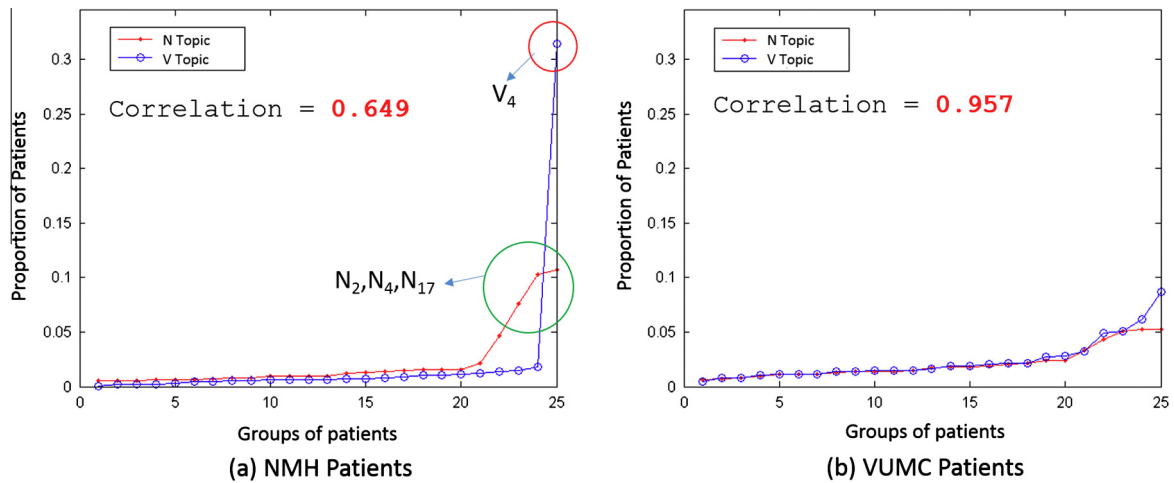 0.3
0.25
0.2
0.15
0.1
0.05
0
0
5
10
15
20
25
Proportion of Patients
N Topic
V Topic
Correlation = 0.649
V4
N2,N4,N17
Groups of patients
(a) NMH Patients
0.3
0.25
0.2
0.15
0.1
0.05
0
0
5
10
15
20
25
Proportion of Patients
N Topic
V Topic
Correlation = 0.957
Groups of patients
(b) VUMC Patients